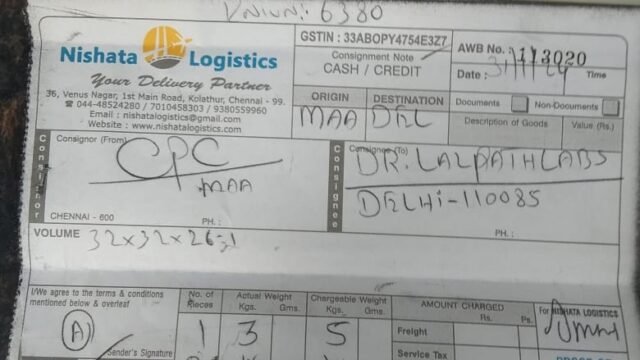 6380
Nishata Logistics
Your Delivery Partner
36, Venus Nagar, 1st Main Road, Kolathur, Chennai - 99.
☎ 044-48524280 / 7010458303 / 9380559960
Email : nishatalogistics@gmail.com
Website : www.nishatalogistics.com
GSTIN : 33ABOPY4754E3Z7
Consignment Note
CASH / CREDIT
AWB No. 113020
Date : Time
ORIGIN DESTINATION
MAA DEL
Documents Non-Documents
Description of Goods Value (Rs.)
Consignor
Consignor (From)
CPC
MAA
CHENNAI - 600 PH. :
Consignee
Consignee (To)
DR. LALPATHLABS
DELHI-110085
PH. :
VOLUME 32x32x26-1
I/We agree to the terms & conditions
mentioned below & overleaf
A
Sender's Signature
No. of Pieces
1
Actual Weight
Kgs. Gms.
3
Chargeable Weight
Kgs. Gms.
5
AMOUNT CHARGED
Rs. Ps.
Freight
Service Tax
For NISHATA LOGISTICS